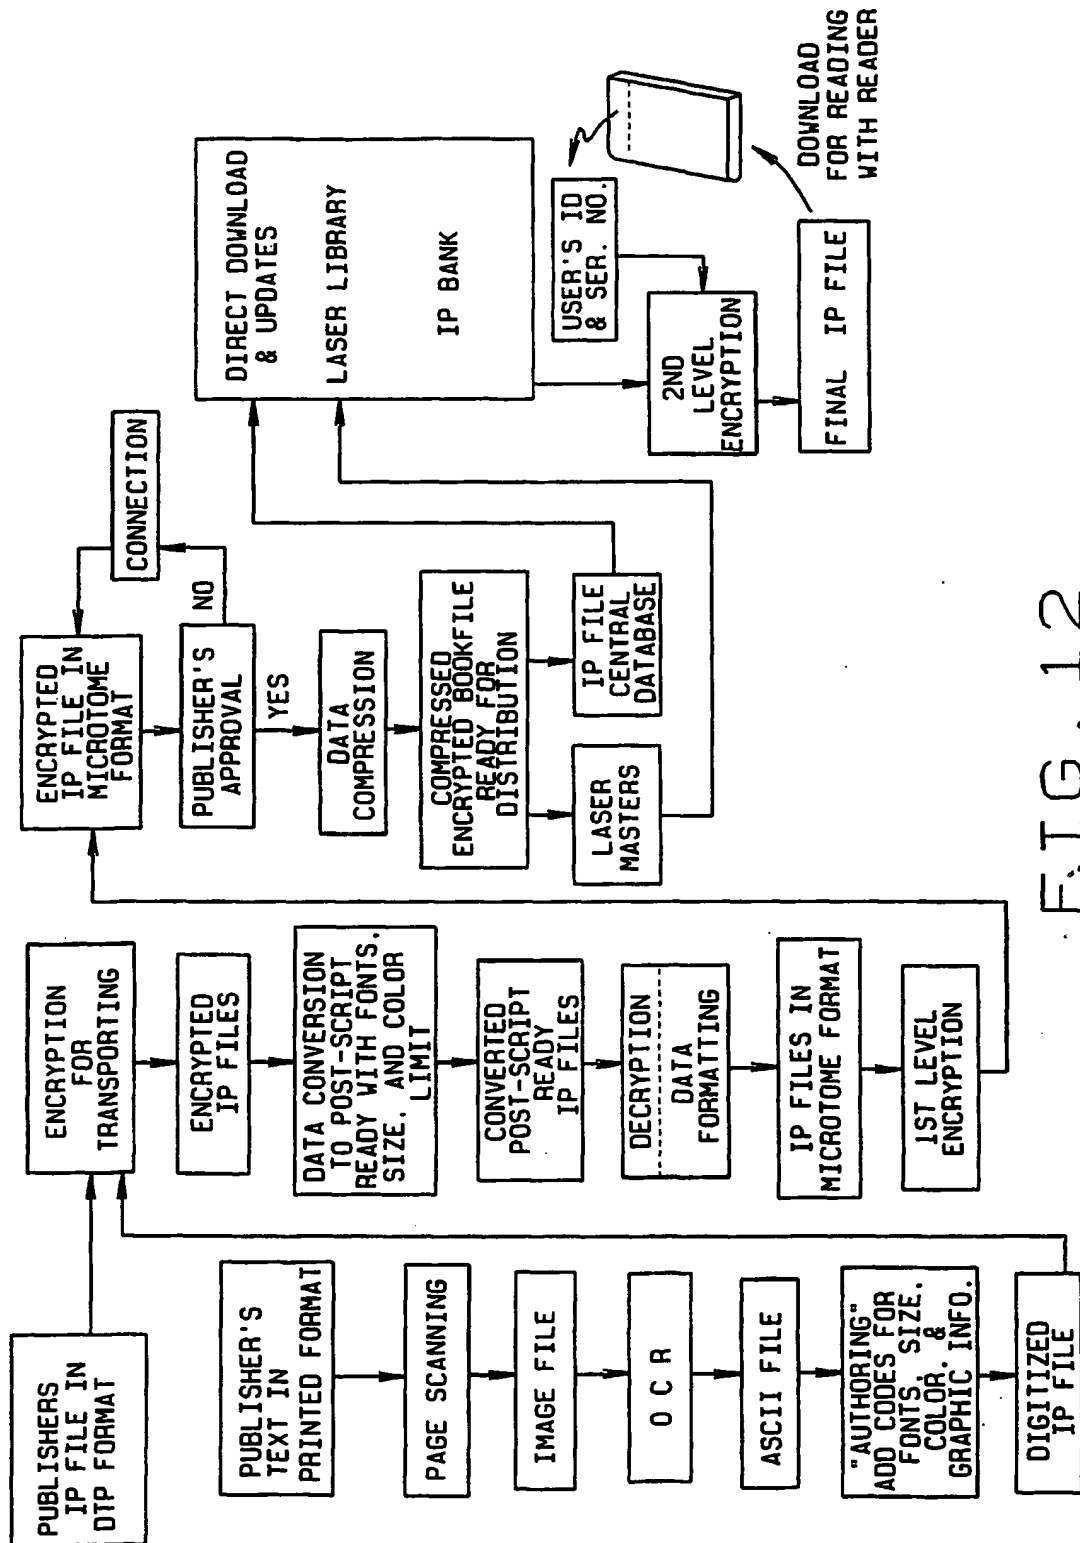 PUBLISHERS
IP FILE IN
DTP FORMAT
PUBLISHER'S
TEXT IN
PRINTED FORMAT
PAGE SCANNING
IMAGE FILE
O C R
ASCII FILE
"AUTHORING"
ADD CODES FOR
FONTS, SIZE,
COLOR, &
GRAPHIC INFO.
DIGITIZED
IP FILE
ENCRYPTION
FOR
TRANSPORTING
ENCRYPTED
IP FILES
DATA CONVERSION
TO POST-SCRIPT
READY WITH FONTS,
SIZE, AND COLOR
LIMIT
CONVERTED
POST-SCRIPT
READY
IP FILES
DECRYPTION
DATA
FORMATTING
IP FILES IN
MICROTOME FORMAT
1ST LEVEL
ENCRYPTION
ENCRYPTED
IP FILE IN
MICROTOME
FORMAT
CONNECTION
PUBLISHER'S
APPROVAL
NO
YES
DATA
COMPRESSION
COMPRESSED
ENCRYPTED BOOKFILE
READY FOR
DISTRIBUTION
LASER
MASTERS
IP FILE
CENTRAL
DATABASE
DIRECT DOWNLOAD
& UPDATES
LASER LIBRARY
IP BANK
USER'S ID
& SER. NO.
2ND
LEVEL
ENCRYPTION
FINAL IP FILE
DOWNLOAD
FOR READING
WITH READER
FIG. 12